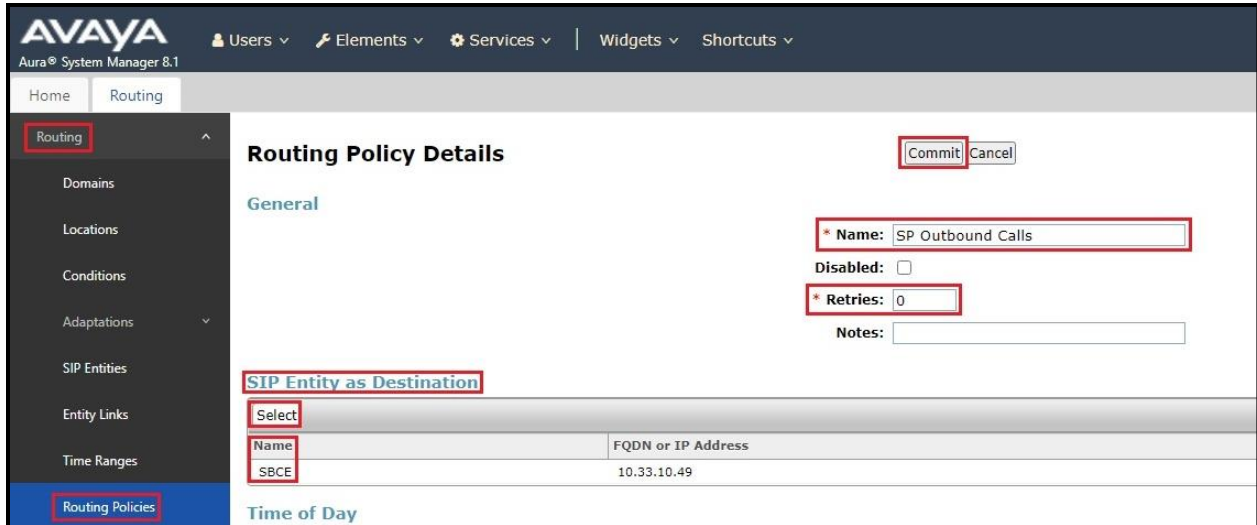 AVAYA
Aura® System Manager 8.1
Users Elements Services | Widgets Shortcuts
Home Routing
Routing
Domains
Locations
Conditions
Adaptations
SIP Entities
Entity Links
Time Ranges
Routing Policies
Routing Policy Details
Commit Cancel
General
* Name: SP Outbound Calls
Disabled:
* Retries: 0
Notes:
SIP Entity as Destination
Select
Name FQDN or IP Address
SBCE 10.33.10.49
Time of Day